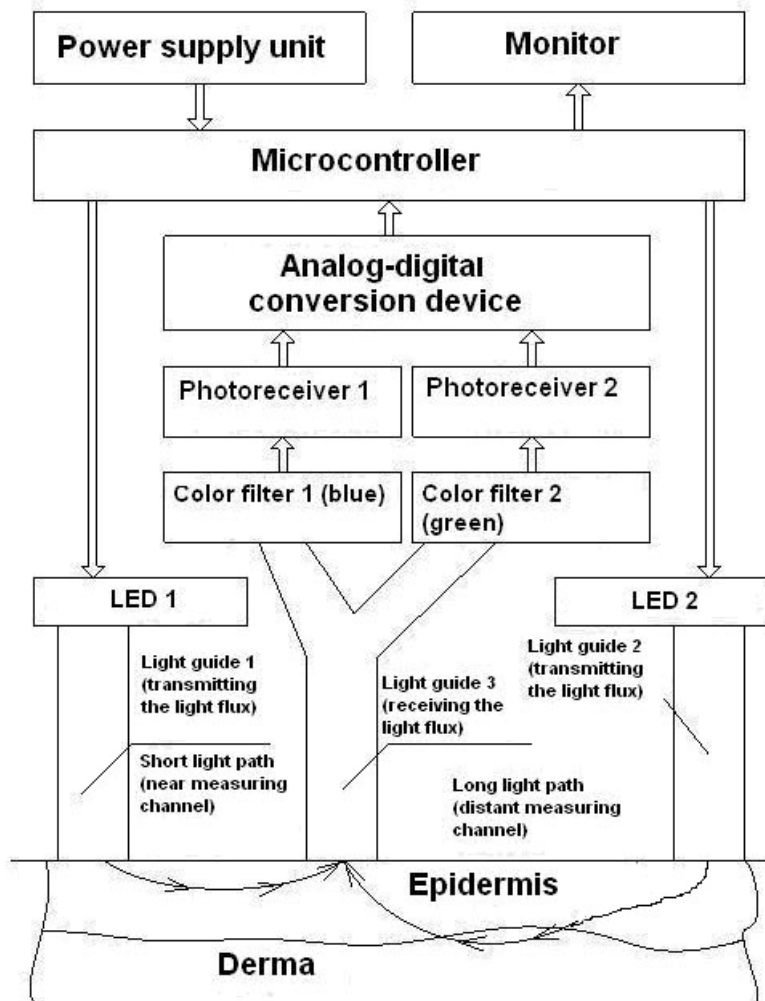 Power supply unit
Monitor
Microcontroller
Analog-digital
conversion device
Photoreceiver 1
Photoreceiver 2
Color filter 1 (blue)
Color filter 2
(green)
LED 1
LED 2
Light guide 1
(transmitting
the light flux)
Light guide 3
(receiving the
light flux)
Light guide 2
(transmitting
the light flux)
Short light path
(near measuring
channel)
Long light path
(distant measuring
channel)
Epidermis
Derma